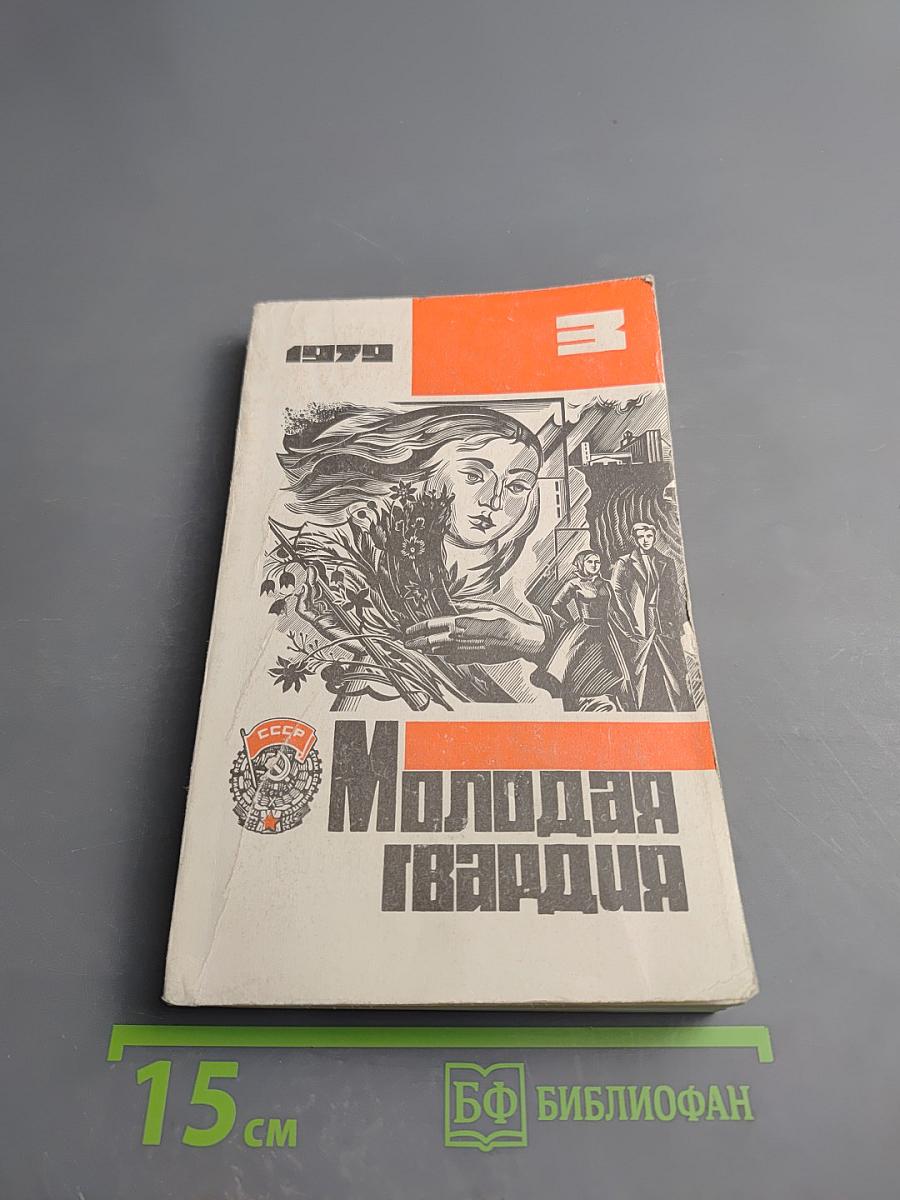 1979
3
СССР
Молодая
гвардия
15 см
БФ БИБЛИОФАН